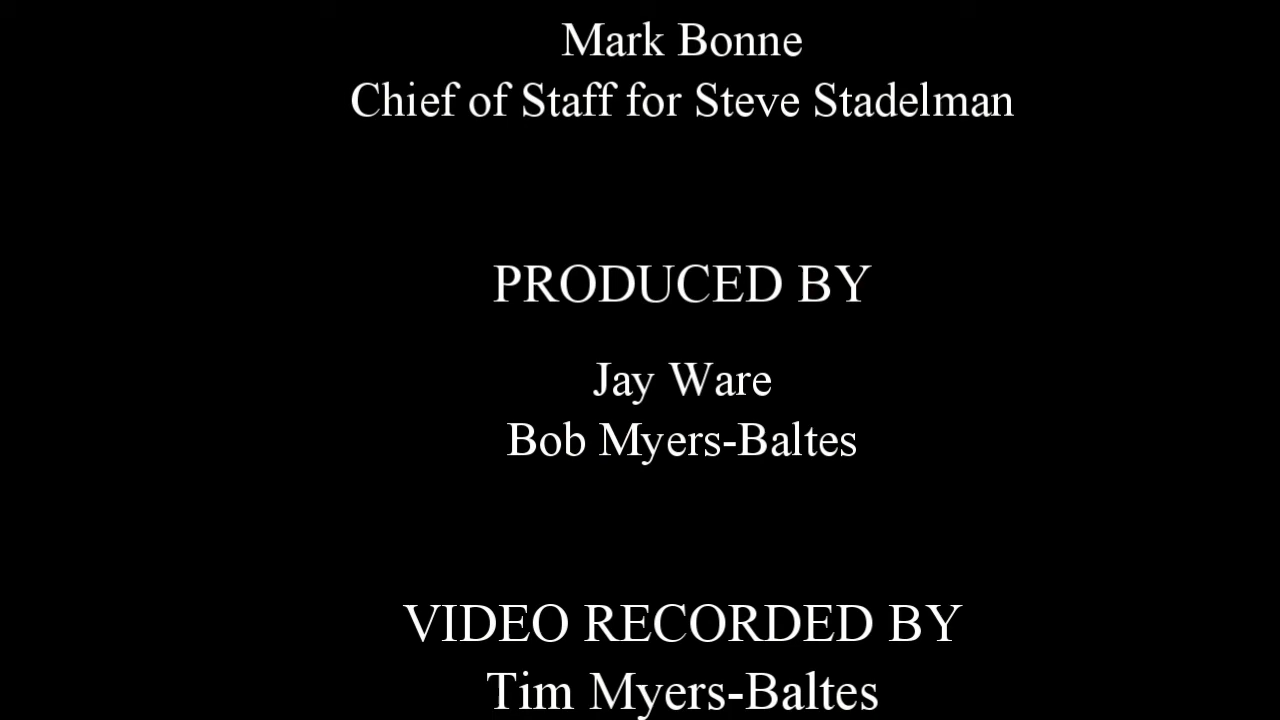 Mark Bonne
Chief of Staff for Steve Stadelman
PRODUCED BY
Jay Ware
Bob Myers-Baltes
VIDEO RECORDED BY
Tim Myers-Baltes